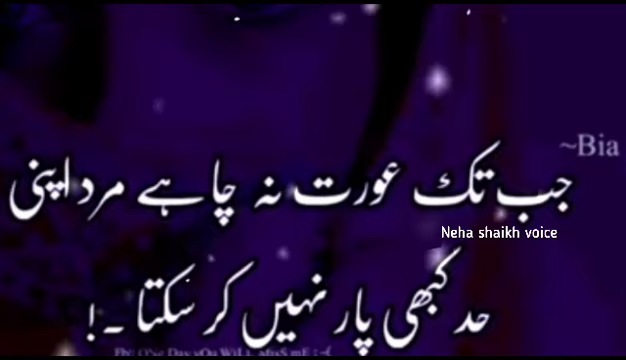 ~Bia
جب تک عورت نہ چاہے مرد اپنی
Neha shaikh voice
حد کبھی پار نہیں کر سکتا ۔!